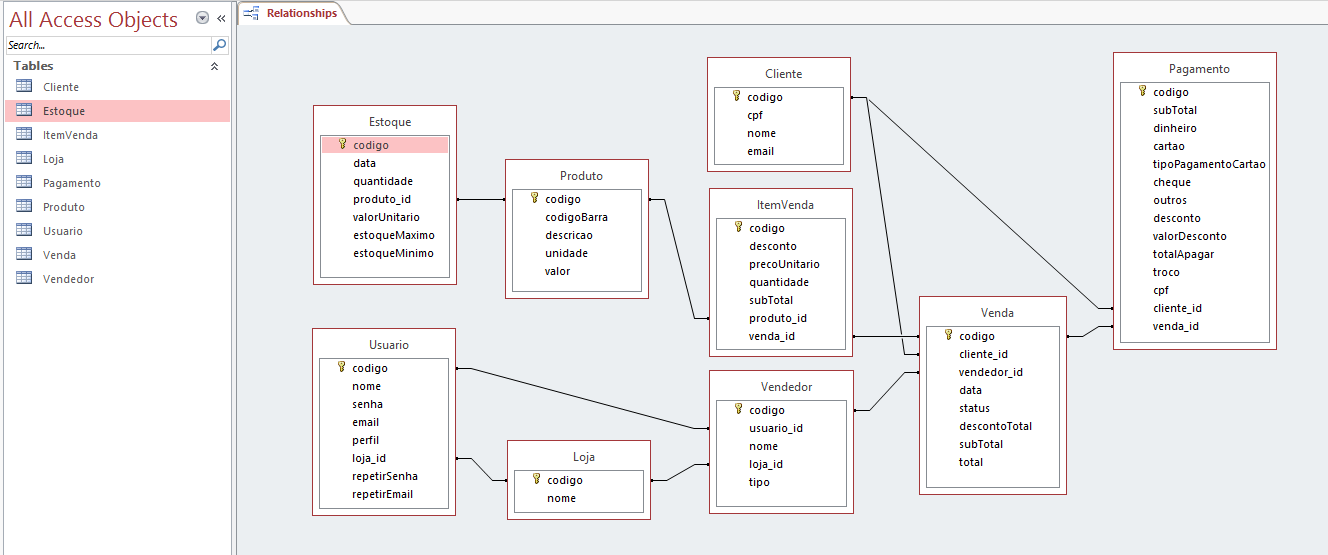 All Access Objects
Search...
Tables
Cliente
Estoque
ItemVenda
Loja
Pagamento
Produto
Usuario
Venda
Vendedor
Relationships
Estoque
codigo
data
quantidade
produto_id
valorUnitario
estoqueMaximo
estoqueMinimo
Produto
codigo
codigoBarra
descricao
unidade
valor
Cliente
codigo
cpf
nome
email
ItemVenda
codigo
desconto
precoUnitario
quantidade
subTotal
produto_id
venda_id
Pagamento
codigo
subTotal
dinheiro
cartao
tipoPagamentoCartao
cheque
outros
desconto
valorDesconto
totalApagar
troco
cpf
cliente_id
venda_id
Usuario
codigo
nome
senha
email
perfil
loja_id
repetirSenha
repetirEmail
Loja
codigo
nome
Vendedor
codigo
usuario_id
nome
loja_id
tipo
Venda
codigo
cliente_id
vendedor_id
data
status
descontoTotal
subTotal
total